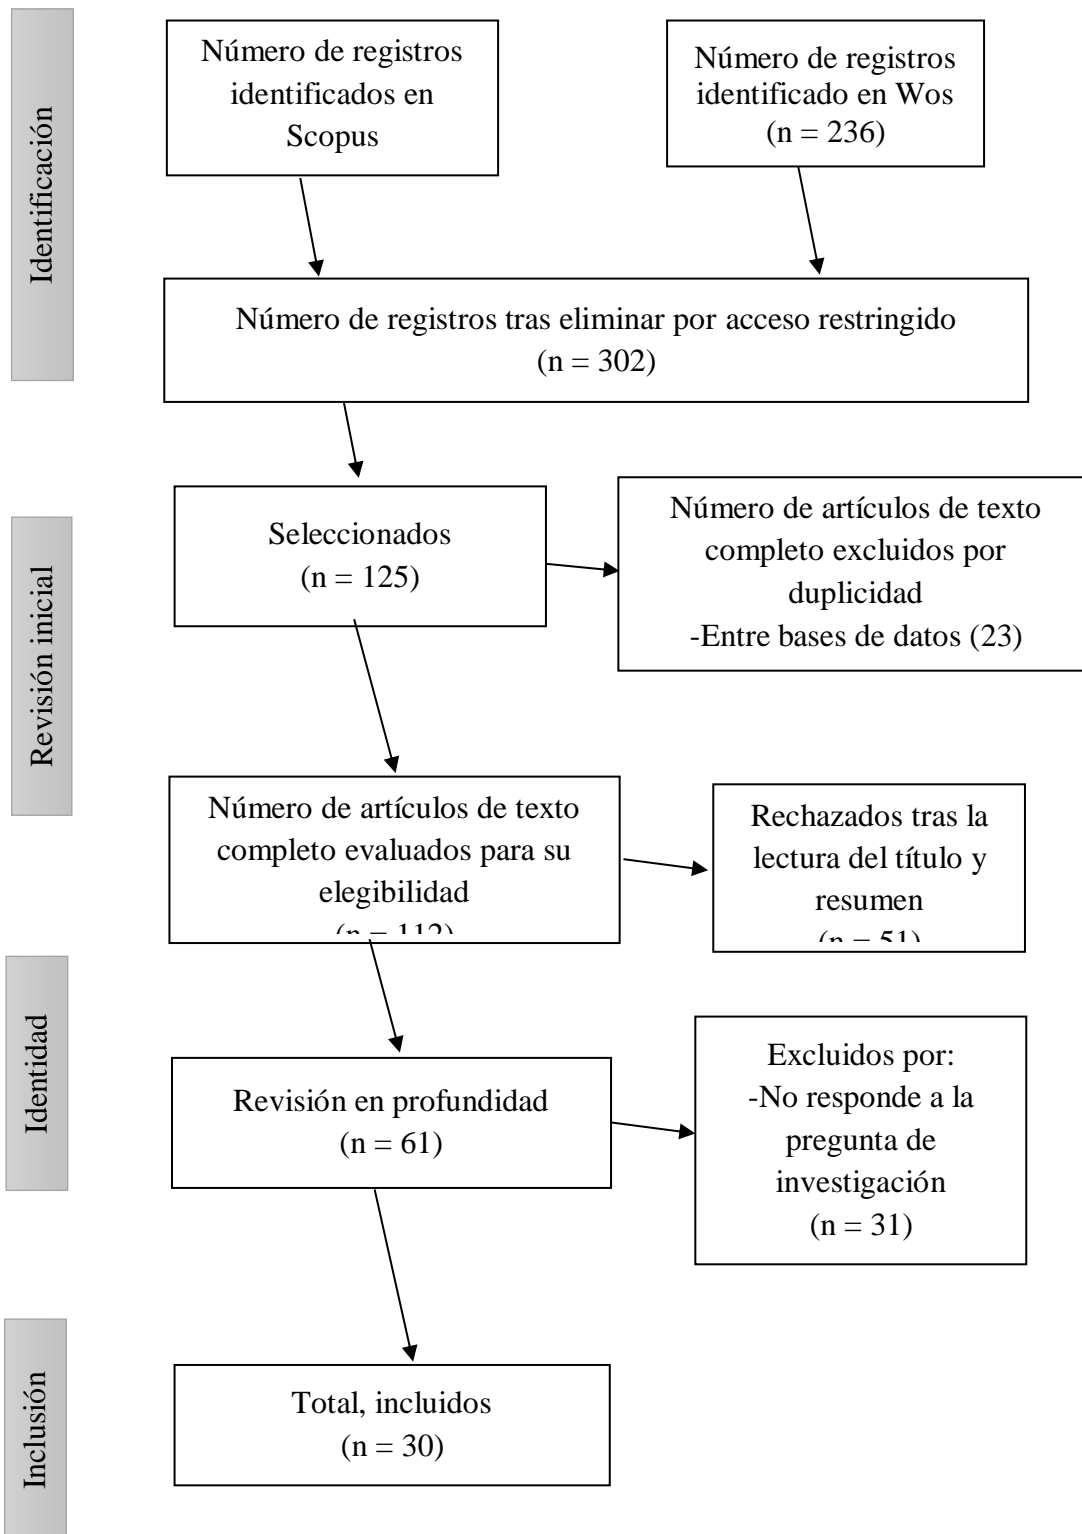 Identificación
Número de registros
identificados en
Scopus
Número de registros
identificado en Wos
(n = 236)
Número de registros tras eliminar por acceso restringido
(n = 302)
Revisión inicial
Seleccionados
(n = 125)
Número de artículos de texto
completo excluidos por
duplicidad
-Entre bases de datos (23)
Número de artículos de texto
completo evaluados para su
elegibilidad
(n = 112)
Rechazados tras la
lectura del título y
resumen
(n = 51)
Identidad
Revisión en profundidad
(n = 61)
Excluidos por:
-No responde a la
pregunta de
investigación
(n = 31)
Inclusión
Total, incluidos
(n = 30)